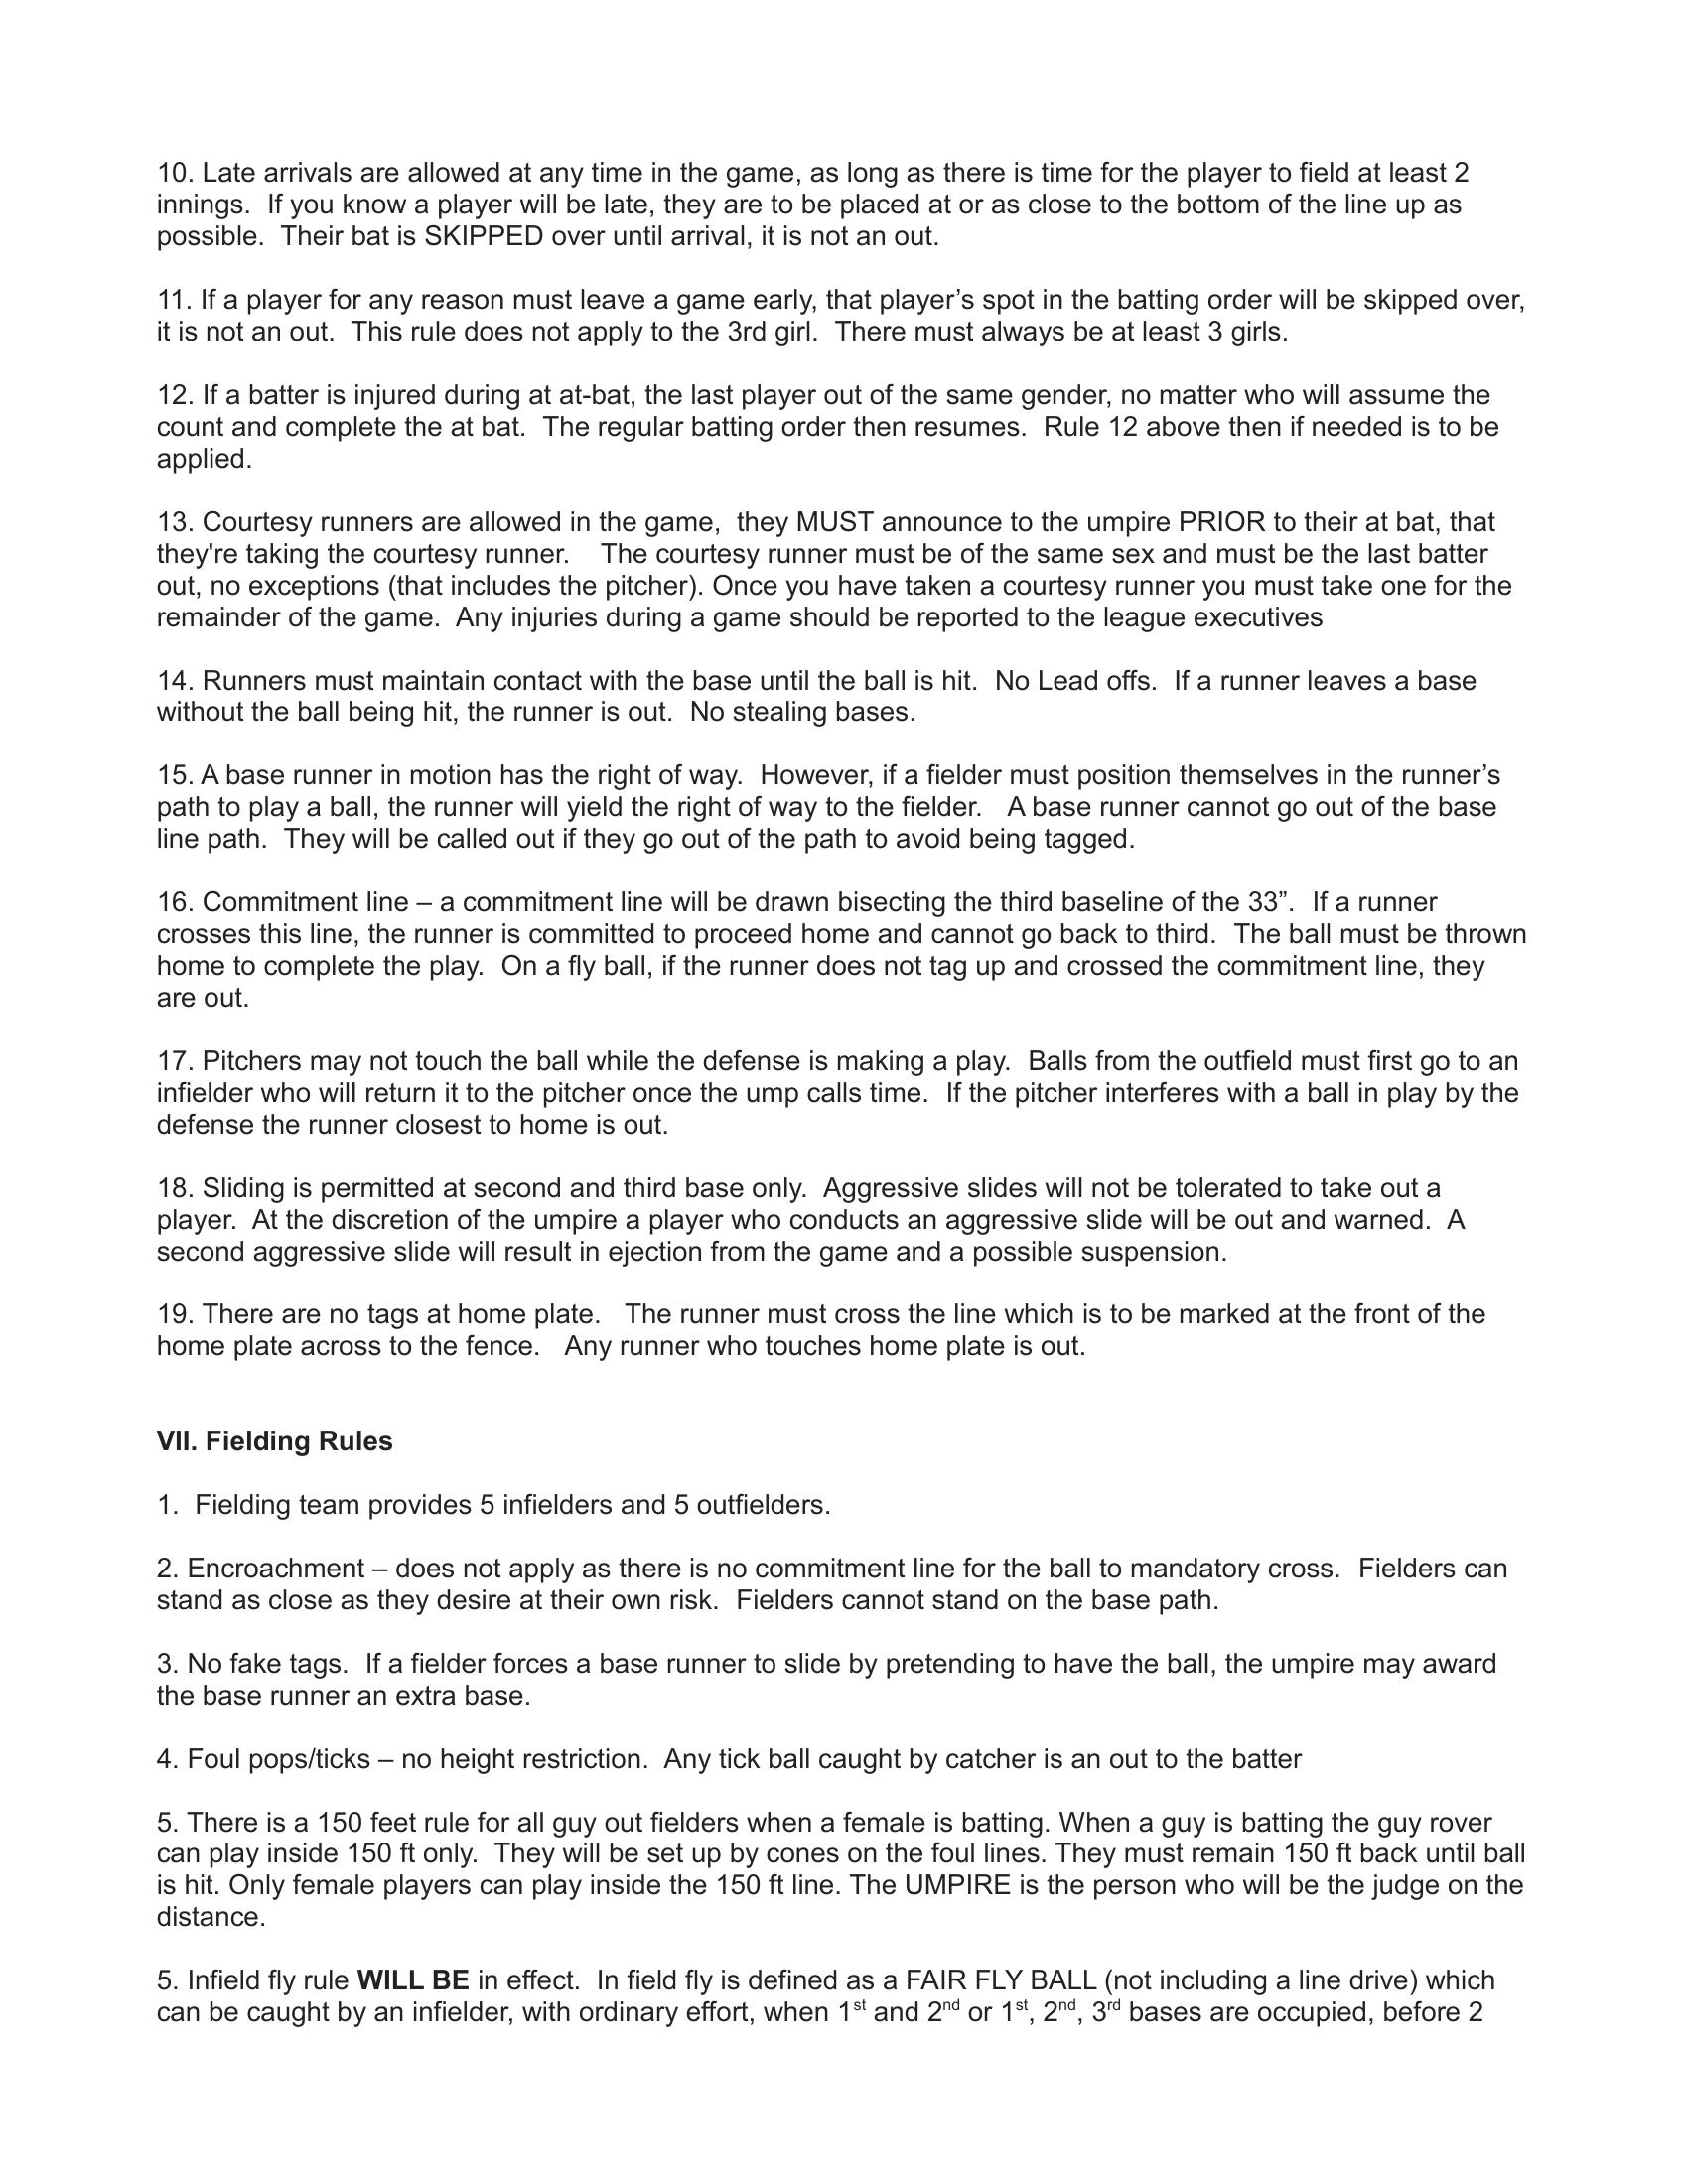 10. Late arrivals are allowed at any time in the game, as long as there is time for the player to field at least 2
innings.  If you know a player will be late, they are to be placed at or as close to the bottom of the line up as
possible.  Their bat is SKIPPED over until arrival, it is not an out.
11. If a player for any reason must leave a game early, that player’s spot in the batting order will be skipped over,
it is not an out.  This rule does not apply to the 3rd girl.  There must always be at least 3 girls.
12. If a batter is injured during at at-bat, the last player out of the same gender, no matter who will assume the
count and complete the at bat.  The regular batting order then resumes.  Rule 12 above then if needed is to be
applied.
13. Courtesy runners are allowed in the game,  they MUST announce to the umpire PRIOR to their at bat, that
they're taking the courtesy runner.    The courtesy runner must be of the same sex and must be the last batter
out, no exceptions (that includes the pitcher). Once you have taken a courtesy runner you must take one for the
remainder of the game.  Any injuries during a game should be reported to the league executives
14. Runners must maintain contact with the base until the ball is hit.  No Lead offs.  If a runner leaves a base
without the ball being hit, the runner is out.  No stealing bases.
15. A base runner in motion has the right of way.  However, if a fielder must position themselves in the runner’s
path to play a ball, the runner will yield the right of way to the fielder.   A base runner cannot go out of the base
line path.  They will be called out if they go out of the path to avoid being tagged.
16. Commitment line – a commitment line will be drawn bisecting the third baseline of the 33”.  If a runner
crosses this line, the runner is committed to proceed home and cannot go back to third.  The ball must be thrown
home to complete the play.  On a fly ball, if the runner does not tag up and crossed the commitment line, they
are out.
17. Pitchers may not touch the ball while the defense is making a play.  Balls from the outfield must first go to an
infielder who will return it to the pitcher once the ump calls time.  If the pitcher interferes with a ball in play by the
defense the runner closest to home is out.
18. Sliding is permitted at second and third base only.  Aggressive slides will not be tolerated to take out a
player.  At the discretion of the umpire a player who conducts an aggressive slide will be out and warned.  A
second aggressive slide will result in ejection from the game and a possible suspension.
19. There are no tags at home plate.   The runner must cross the line which is to be marked at the front of the
home plate across to the fence.   Any runner who touches home plate is out.
VII. Fielding Rules
1.  Fielding team provides 5 infielders and 5 outfielders.
2. Encroachment – does not apply as there is no commitment line for the ball to mandatory cross.  Fielders can
stand as close as they desire at their own risk.  Fielders cannot stand on the base path.
3. No fake tags.  If a fielder forces a base runner to slide by pretending to have the ball, the umpire may award
the base runner an extra base.
4. Foul pops/ticks – no height restriction.  Any tick ball caught by catcher is an out to the batter
5. There is a 150 feet rule for all guy out fielders when a female is batting. When a guy is batting the guy rover
can play inside 150 ft only.  They will be set up by cones on the foul lines. They must remain 150 ft back until ball
is hit. Only female players can play inside the 150 ft line. The UMPIRE is the person who will be the judge on the
distance.
5. Infield fly rule WILL BE in effect.  In field fly is defined as a FAIR FLY BALL (not including a line drive) which
can be caught by an infielder, with ordinary effort, when 1st and 2nd or 1st, 2nd, 3rd bases are occupied, before 2